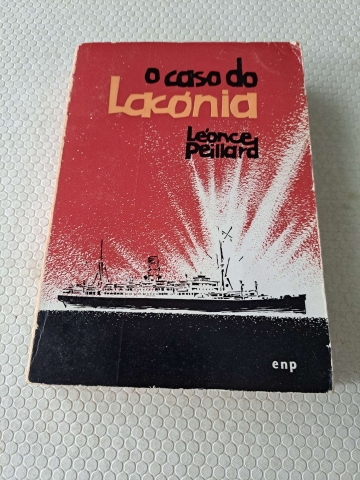 o caso do
Lacónia
Léonce
Peillard
enp